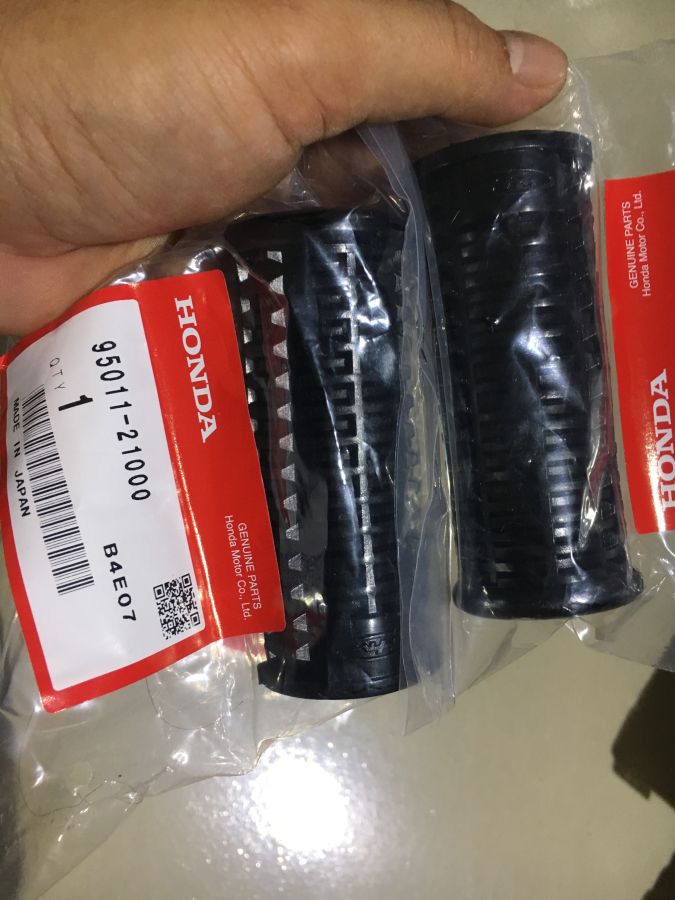 HONDA
95011-21000
QTY
1
MADE IN JAPAN
B4E07
GENUINE PARTS
Honda Motor Co., Ltd.
GENUINE PARTS
Honda Motor Co., Ltd.
HONDA